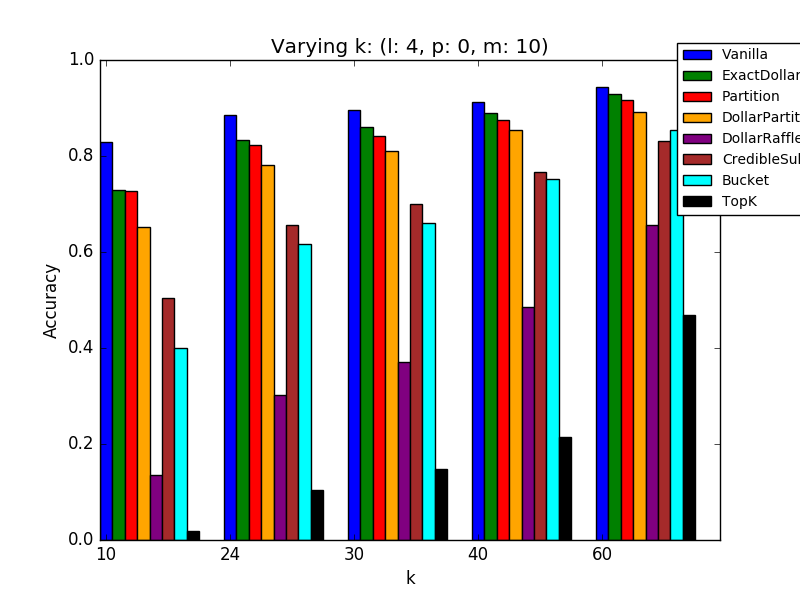 Varying k: (l: 4, p: 0, m: 10)
Vanilla
ExactDollar
Partition
DollarPartit
DollarRaffle
CredibleSul
Bucket
TopK
1.0
0.8
0.6
0.4
0.2
0.0
Accuracy
10 24 30 40 60
k